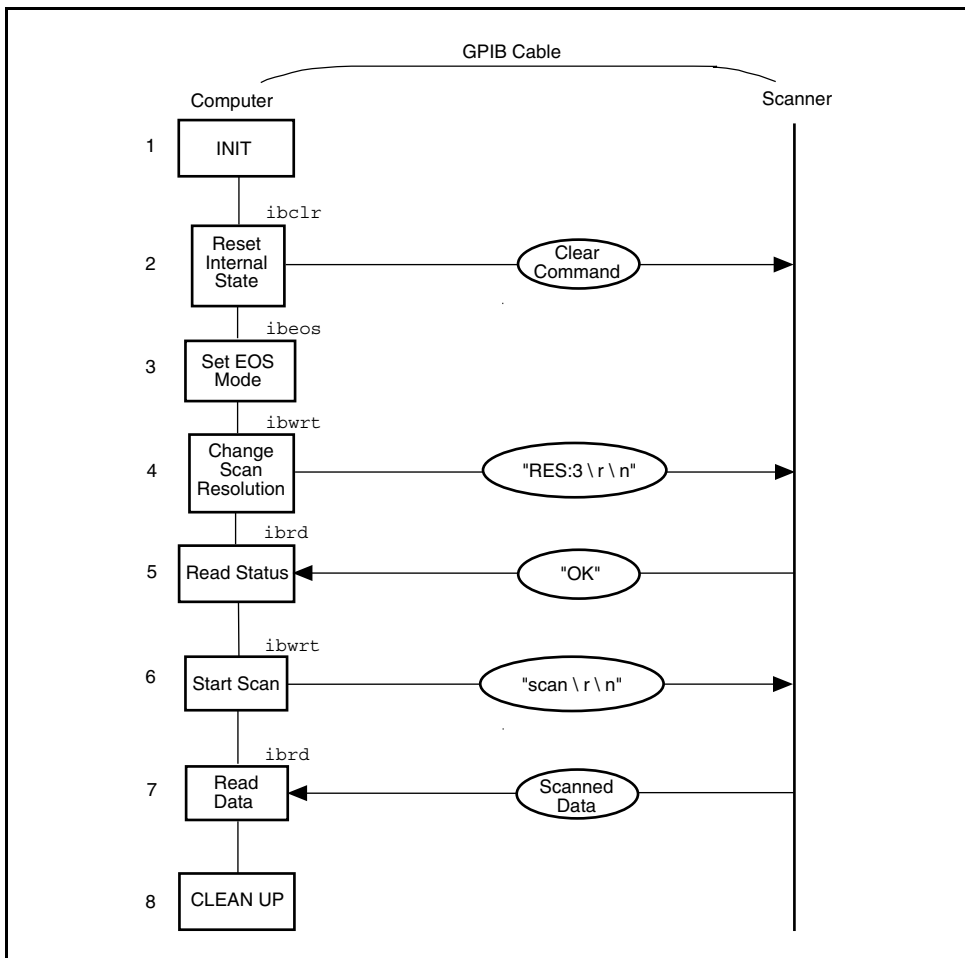 GPIB Cable
Computer
Scanner
1
INIT
ibclr
2
Reset
Internal
State
Clear
Command
ibeos
3
Set EOS
Mode
ibwrt
4
Change
Scan
Resolution
"RES:3 \ r \ n"
ibrd
5
Read Status
"OK"
ibwrt
6
Start Scan
"scan \ r \ n"
ibrd
7
Read
Data
Scanned
Data
8
CLEAN UP